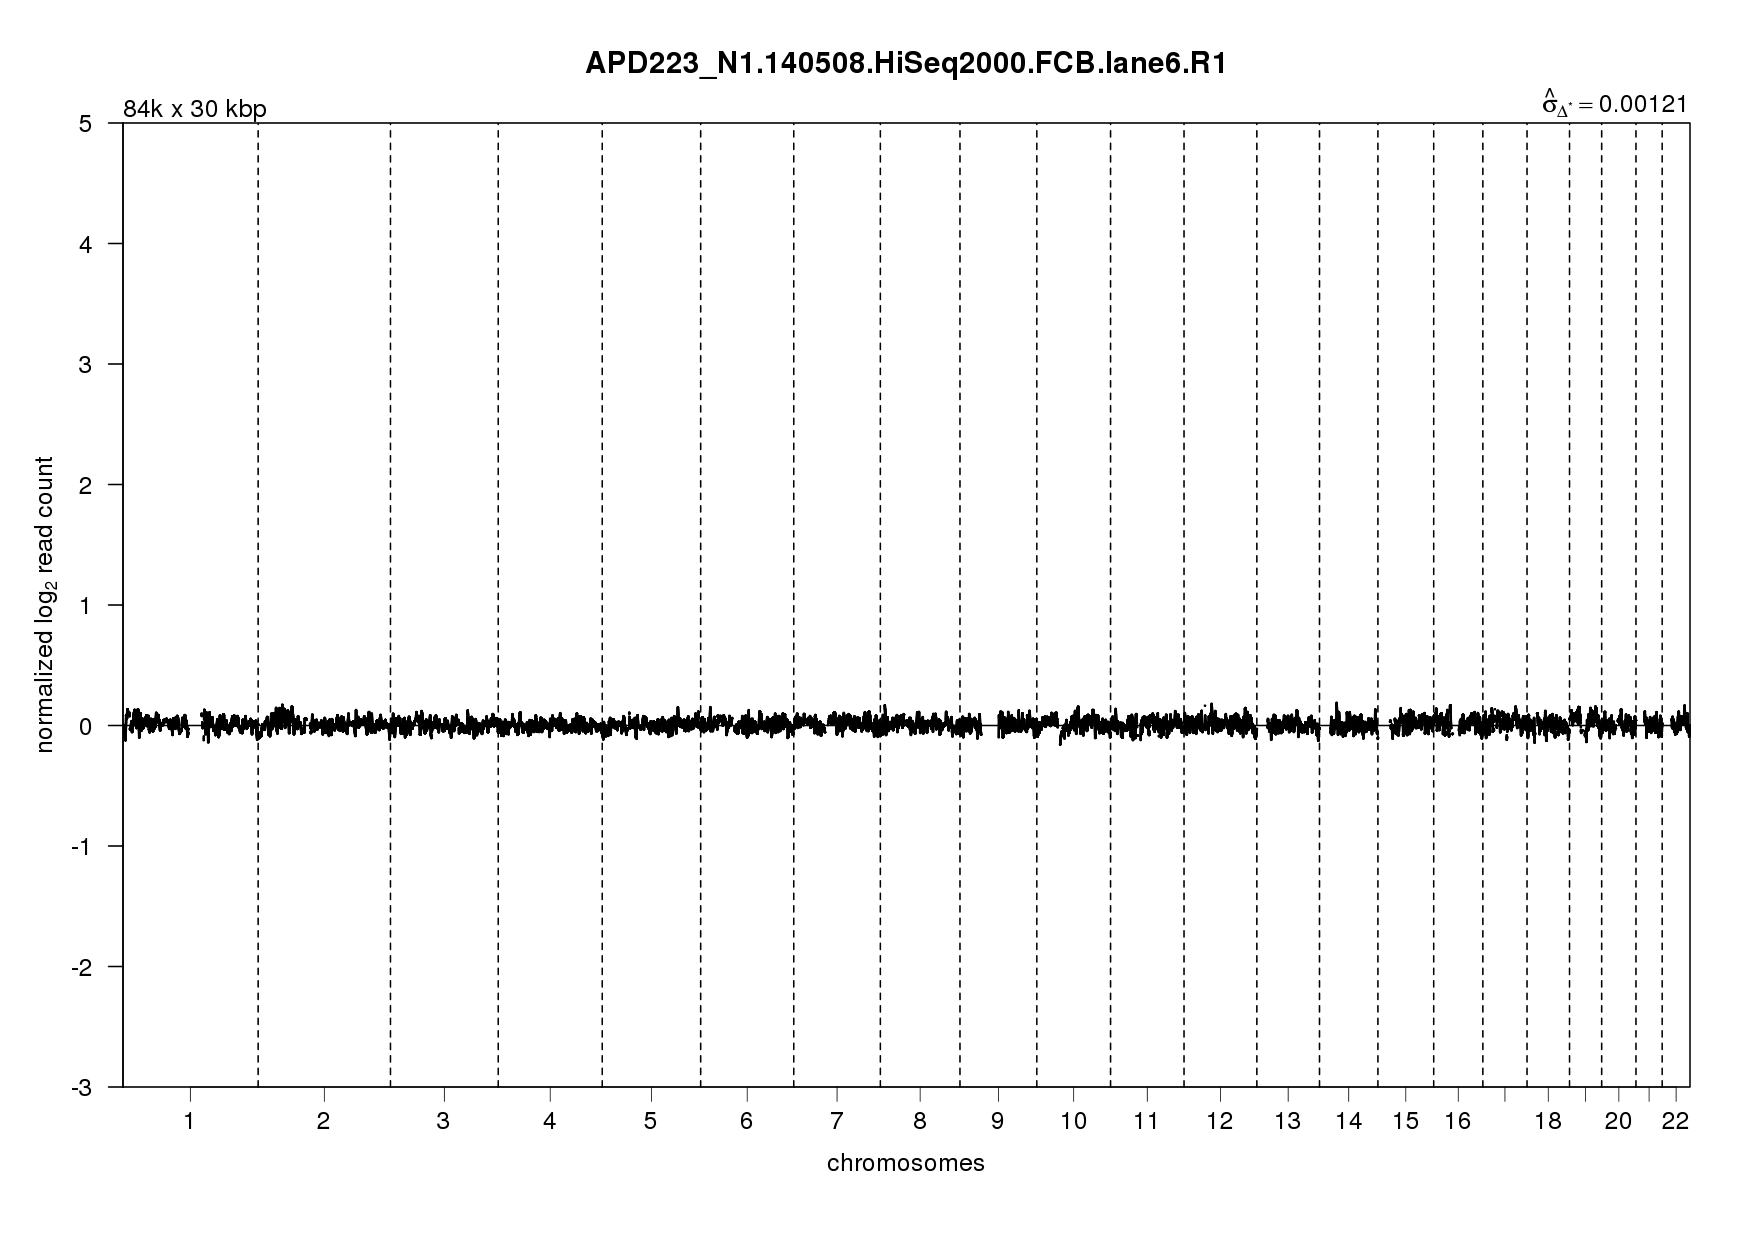 APD223_N1.140508.HiSeq2000.FCB.lane6.R1
84k x 30 kbp
σ̂Δ* = 0.00121
5
4
3
2
1
0
-1
-2
-3
normalized log₂ read count
1 2 3 4 5 6 7 8 9 10 11 12 13 14 15 16 18 20 22
chromosomes